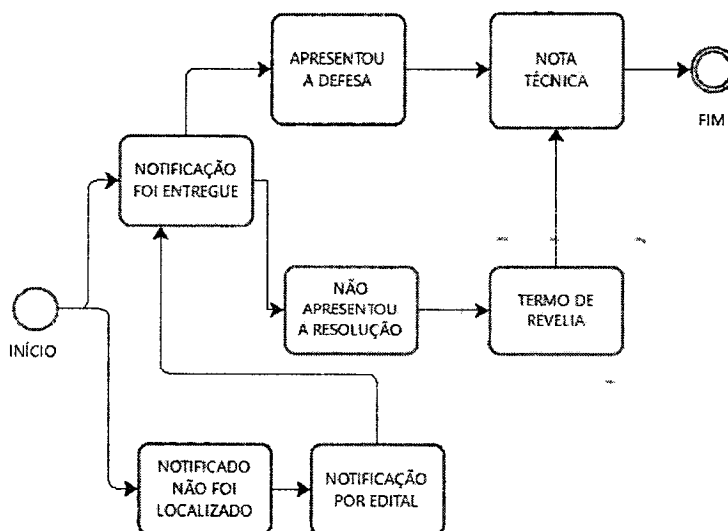 APRESENTOU
A DEFESA
NOTA
TÉCNICA
FIM
NOTIFICAÇÃO
FOI ENTREGUE
NÃO
APRESENTOU
A RESOLUÇÃO
TERMO DE
REVELIA
INÍCIO
NOTIFICADO
NÃO FOI
LOCALIZADO
NOTIFICAÇÃO
POR EDITAL